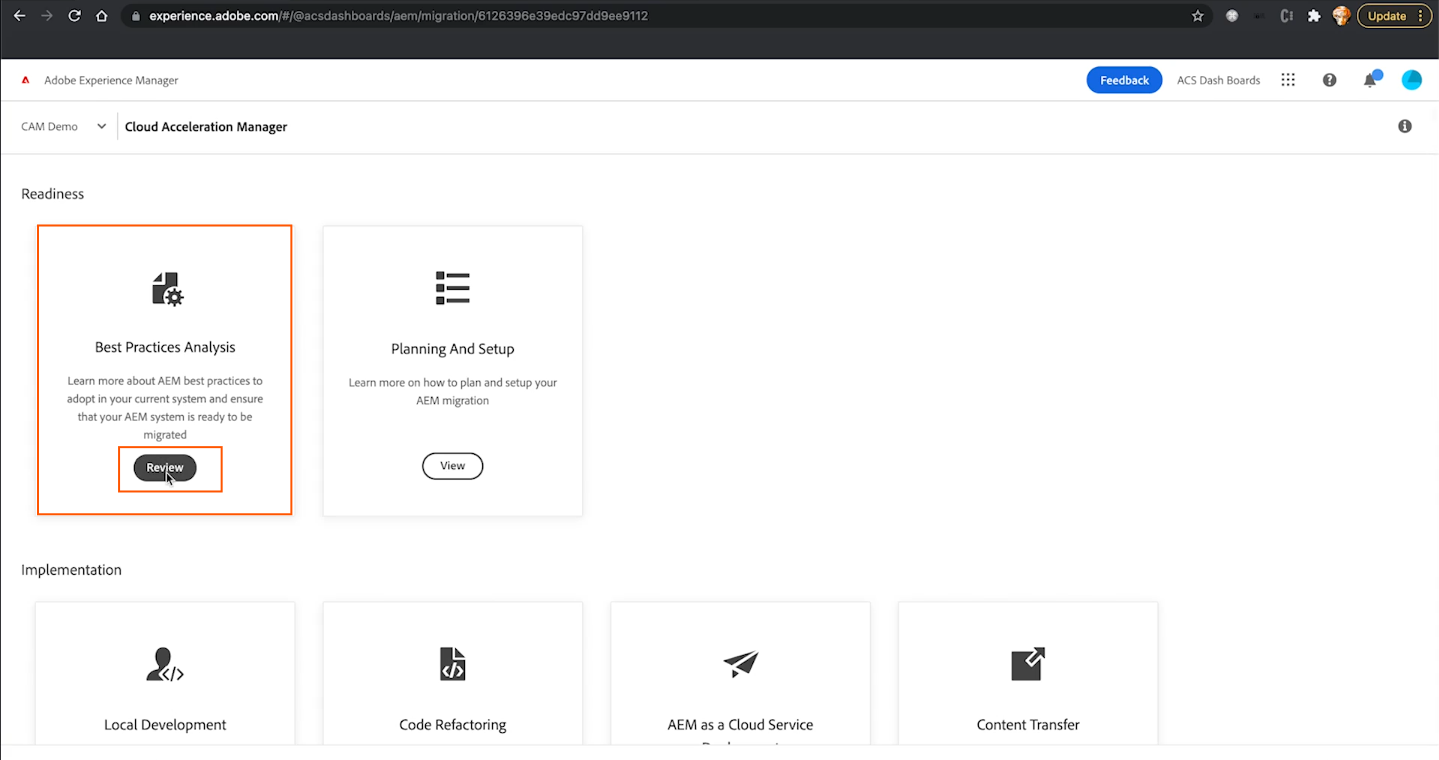 experience.adobe.com/#/@acsdashboards/aem/migration/6126396e39edc97dd9ee9112
Update
Adobe Experience Manager
Feedback
ACS Dash Boards
CAM Demo
Cloud Acceleration Manager
Readiness
Best Practices Analysis
Learn more about AEM best practices to
adopt in your current system and ensure
that your AEM system is ready to be
migrated
Review
Planning And Setup
Learn more on how to plan and setup your
AEM migration
View
Implementation
Local Development
Code Refactoring
AEM as a Cloud Service
Content Transfer